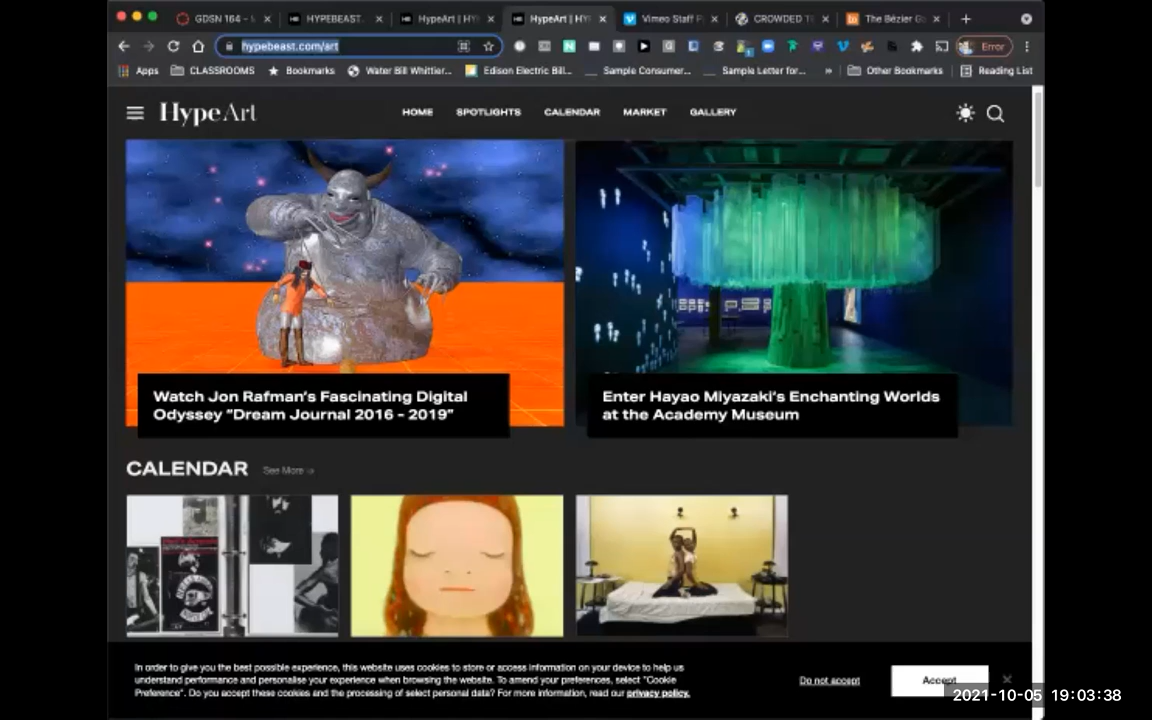 GDSN 164 –
HYPEBEAST
HypeArt | HY
HypeArt | HY
Vimeo Staff P
CROWDED T
The Bézier G
hypebeast.com/art
Error
Apps
CLASSROOMS
Bookmarks
Water Bill Whittier...
Edison Electric Bill...
Sample Consumer...
Sample Letter for...
»
Other Bookmarks
Reading List
HypeArt
HOME
SPOTLIGHTS
CALENDAR
MARKET
GALLERY
Watch Jon Rafman's Fascinating Digital
Odyssey "Dream Journal 2016 - 2019"
Enter Hayao Miyazaki's Enchanting Worlds
at the Academy Museum
CALENDAR
See More
In order to give you the best possible experience, this website uses cookies to store or access information on your device to help us
understand performance and personalise your experience when browsing the website. To amend your preferences, select "Cookie
Preference". Do you accept these cookies and the processing of select personal data? For more information, read our privacy policy.
Do not accept
Accept
2021-10-05 19:03:38